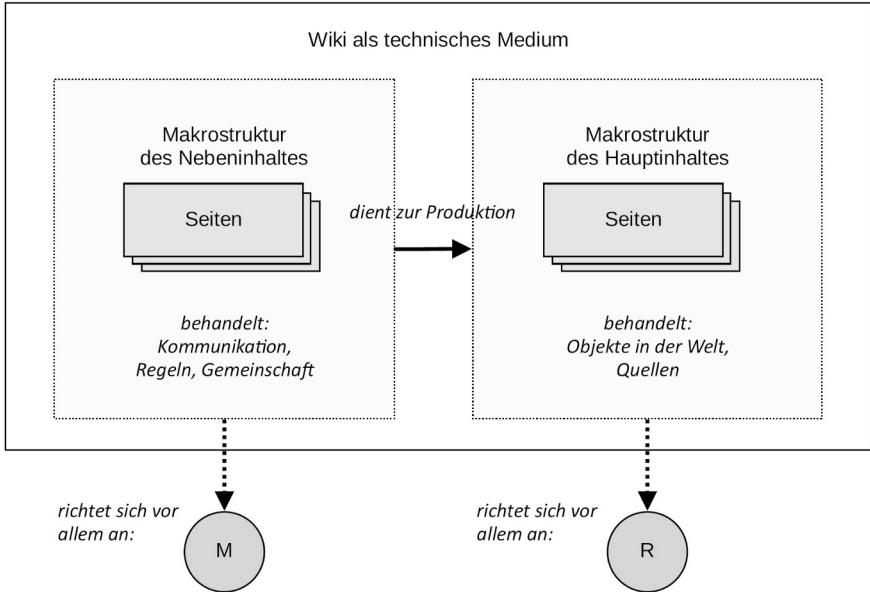 Wiki als technisches Medium
Makrostruktur
des Nebeninhaltes
Seiten
behandelt:
Kommunikation,
Regeln, Gemeinschaft
dient zur Produktion
Makrostruktur
des Hauptinhaltes
Seiten
behandelt:
Objekte in der Welt,
Quellen
richtet sich vor
allem an:
M
richtet sich vor
allem an:
R